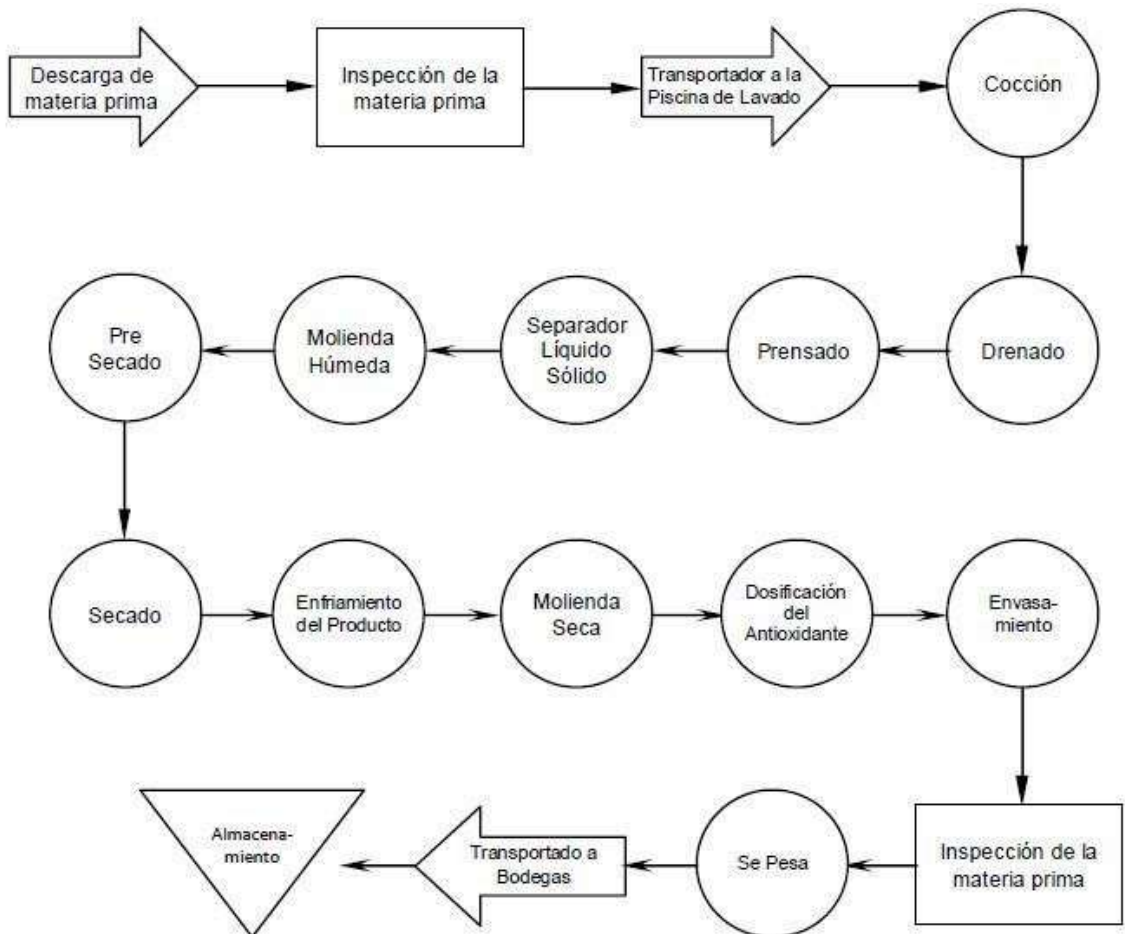 Descarga de
materia prima
Inspección de la
materia prima
Transportador a la
Piscina de Lavado
Cocción
Drenado
Prensado
Separador
Líquido
Sólido
Molienda
Húmeda
Pre
Secado
Secado
Enfriamiento
del Producto
Molienda
Seca
Dosificación
del
Antioxidante
Envasa-
miento
Inspección de la
materia prima
Se Pesa
Transportado a
Bodegas
Almacena-
miento